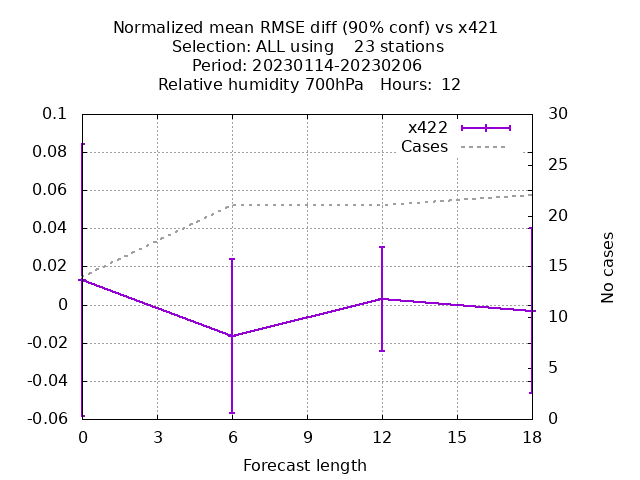 Normalized mean RMSE diff (90% conf) vs x421
Selection: ALL using    23 stations
Period: 20230114-20230206
Relative humidity 700hPa   Hours:  12
0.1
0.08
0.06
0.04
0.02
0
-0.02
-0.04
-0.06
30
25
20
15
10
5
0
x422
Cases
No cases
0 3 6 9 12 15 18
Forecast length